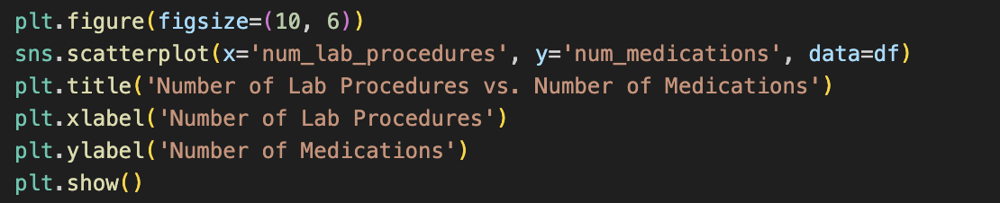 plt.figure(figsize=(10, 6))
sns.scatterplot(x='num_lab_procedures', y='num_medications', data=df)
plt.title('Number of Lab Procedures vs. Number of Medications')
plt.xlabel('Number of Lab Procedures')
plt.ylabel('Number of Medications')
plt.show()